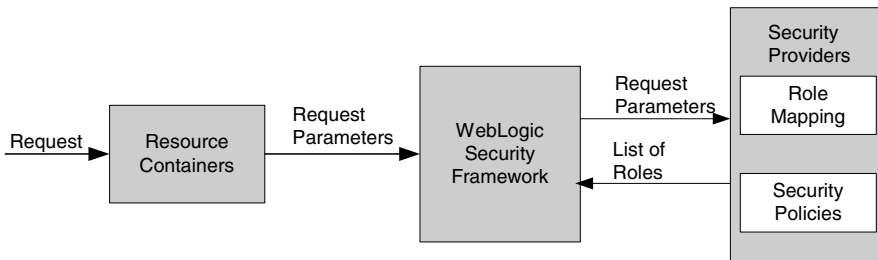 Request
Resource
Containers
Request
Parameters
WebLogic
Security
Framework
Request
Parameters
List of
Roles
Security
Providers
Role
Mapping
Security
Policies